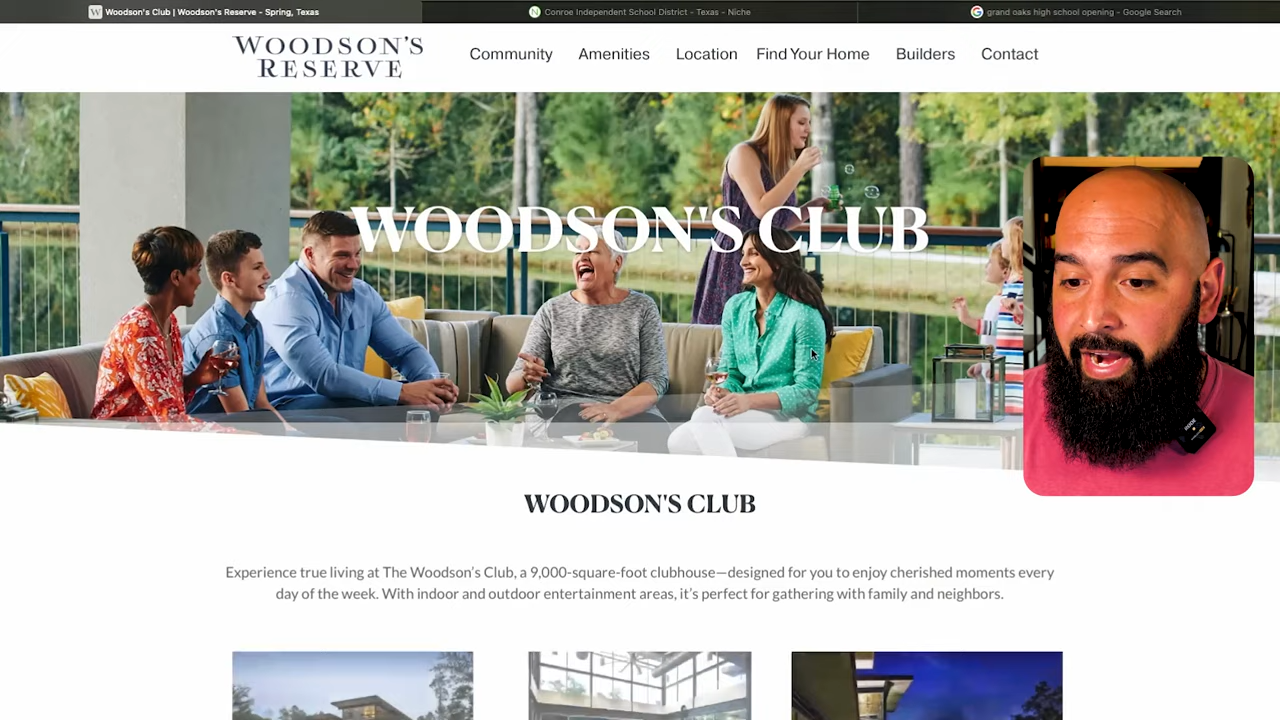 Woodson's Club | Woodson's Reserve - Spring, Texas
Conroe Independent School District - Texas - Niche
grand oaks high school opening - Google Search
WOODSON'S
RESERVE
Community
Amenities
Location
Find Your Home
Builders
Contact
WOODSON'S CLUB
WOODSON'S CLUB
Experience true living at The Woodson's Club, a 9,000-square-foot clubhouse—designed for you to enjoy cherished moments every
day of the week. With indoor and outdoor entertainment areas, it's perfect for gathering with family and neighbors.